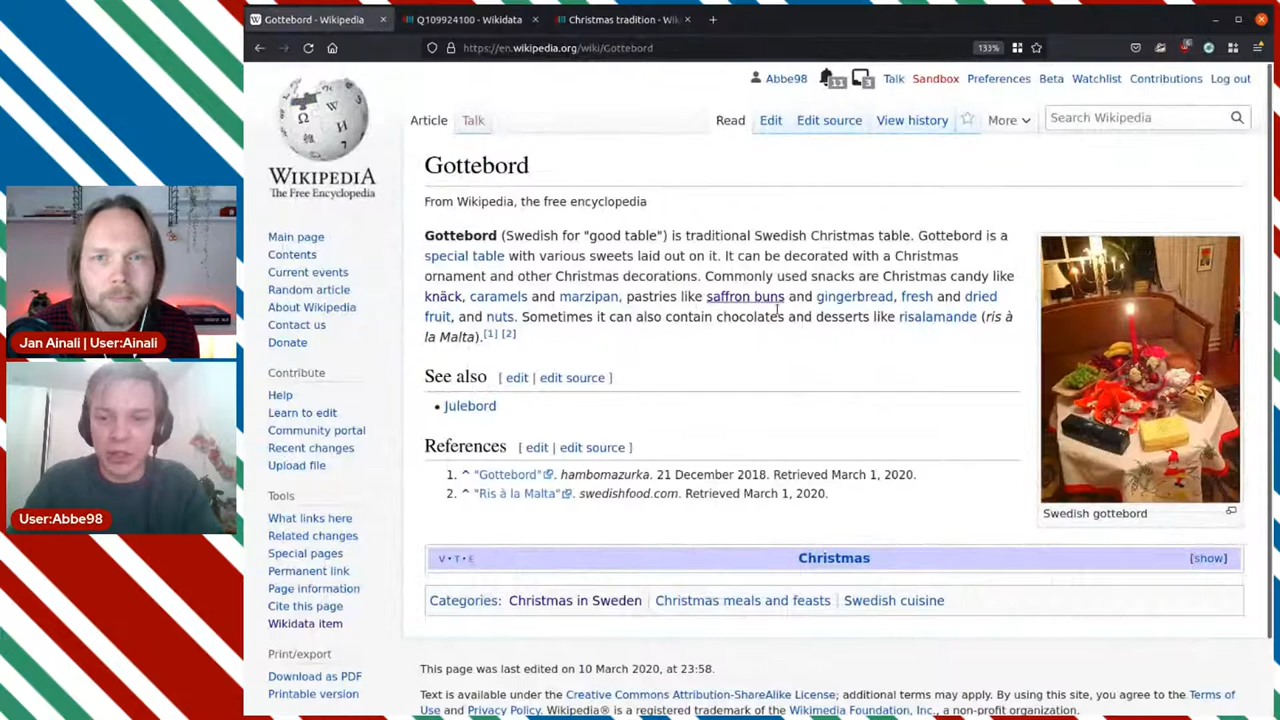 Gottebord - Wikipedia
Q109924100 - Wikidata
Christmas tradition - Wik
https://en.wikipedia.org/wiki/Gottebord
133%
6
Abbe98
11
3
Talk
Sandbox
Preferences
Beta
Watchlist
Contributions
Log out
Article
Talk
Read
Edit
Edit source
View history
More
Search Wikipedia
WIKIPEDIA
The Free Encyclopedia
Main page
Contents
Current events
Random article
About Wikipedia
Contact us
Donate
Contribute
Help
Learn to edit
Community portal
Recent changes
Upload file
Tools
What links here
Related changes
Special pages
Permanent link
Page information
Cite this page
Wikidata item
Print/export
Download as PDF
Printable version
Gottebord
From Wikipedia, the free encyclopedia
Gottebord (Swedish for "good table") is traditional Swedish Christmas table. Gottebord is a
special table with various sweets laid out on it. It can be decorated with a Christmas
ornament and other Christmas decorations. Commonly used snacks are Christmas candy like
knäck, caramels and marzipan, pastries like saffron buns and gingerbread, fresh and dried
fruit, and nuts. Sometimes it can also contain chocolates and desserts like risalamande (ris à
la Malta).[1] [2]
Swedish gottebord
See also [ edit | edit source ]
• Julebord
References [ edit | edit source ]
1. ^ "Gottebord". hambomazurka. 21 December 2018. Retrieved March 1, 2020.
2. ^ "Ris à la Malta". swedishfood.com. Retrieved March 1, 2020.
V · T · E
Christmas
[show]
Categories: Christmas in Sweden | Christmas meals and feasts | Swedish cuisine
This page was last edited on 10 March 2020, at 23:58.
Text is available under the Creative Commons Attribution-ShareAlike License; additional terms may apply. By using this site, you agree to the Terms of
Use and Privacy Policy. Wikipedia® is a registered trademark of the Wikimedia Foundation, Inc., a non-profit organization.
Jan Ainali | User:Ainali
User:Abbe98